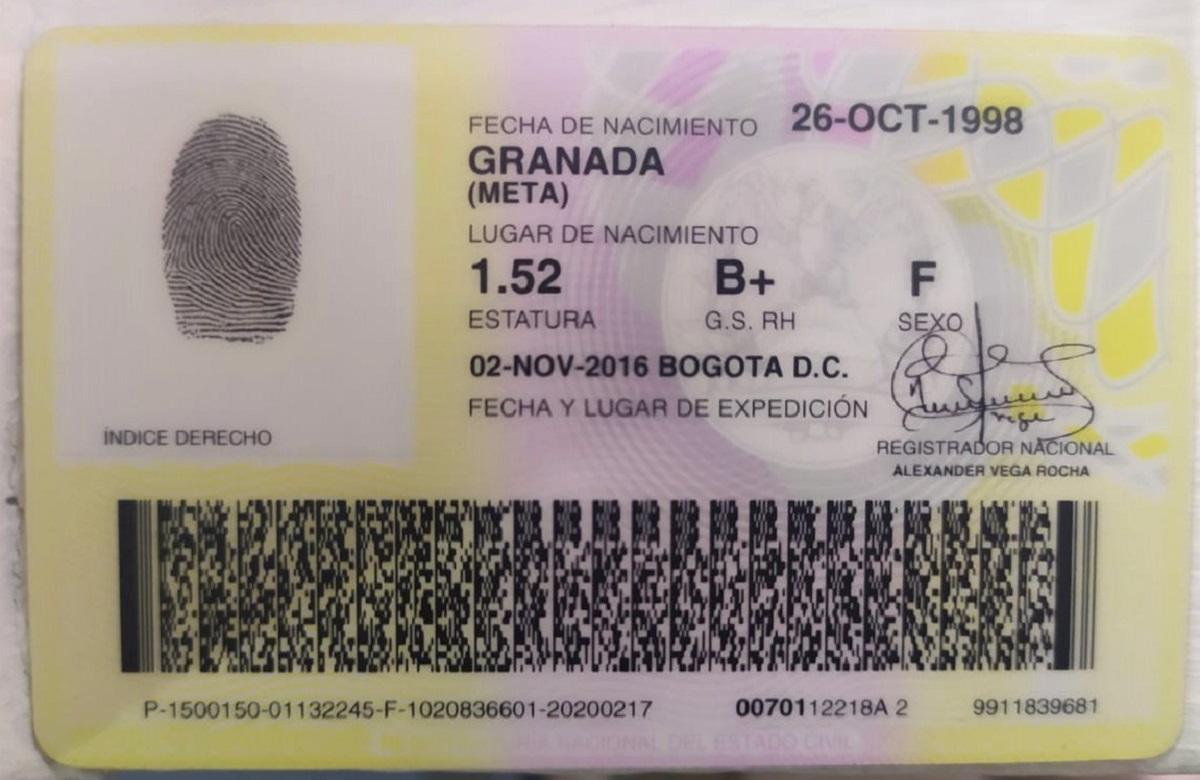 FECHA DE NACIMIENTO 26-OCT-1998
GRANADA
(META)
LUGAR DE NACIMIENTO
1.52 B+ F
ESTATURA G.S. RH SEXO
02-NOV-2016 BOGOTA D.C.
FECHA Y LUGAR DE EXPEDICIÓN
ÍNDICE DERECHO
REGISTRADOR NACIONAL
ALEXANDER VEGA ROCHA
P-1500150-01132245-F-1020836601-20200217 0070112218A 2 9911839681
NACIONAL DEL ESTADO CIVIL